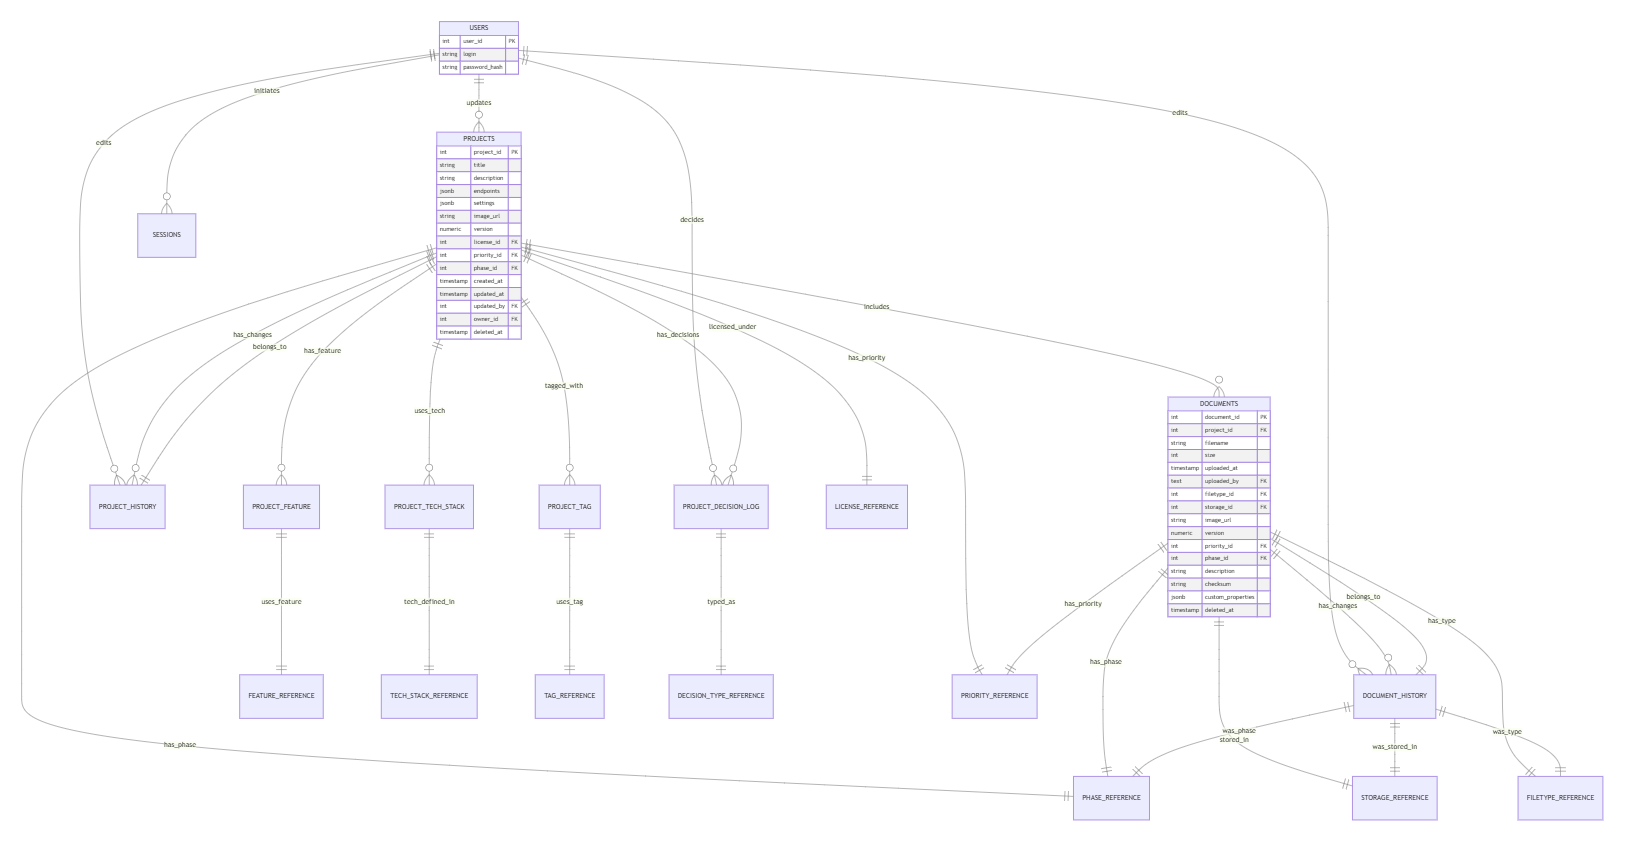 USERS
int user_id PK
string login
string password_hash
initiates
updates
edits
edits
PROJECTS
int project_id PK
string title
string description
jsonb endpoints
jsonb settings
string image_url
numeric version
int license_id FK
int priority_id FK
int phase_id FK
timestamp created_at
timestamp updated_at
int updated_by FK
int owner_id FK
timestamp deleted_at
SESSIONS
decides
has_changes
belongs_to
has_feature
uses_tech
tagged_with
has_decisions
licensed_under
has_priority
includes
DOCUMENTS
int document_id PK
int project_id FK
string filename
int size
timestamp uploaded_at
text uploaded_by FK
int filetype_id FK
int storage_id FK
string image_url
numeric version
int priority_id FK
int phase_id FK
string description
string checksum
jsonb custom_properties
timestamp deleted_at
PROJECT_HISTORY
PROJECT_FEATURE
PROJECT_TECH_STACK
PROJECT_TAG
PROJECT_DECISION_LOG
LICENSE_REFERENCE
uses_feature
tech_defined_in
uses_tag
typed_as
has_priority
belongs_to
has_changes
has_type
has_phase
FEATURE_REFERENCE
TECH_STACK_REFERENCE
TAG_REFERENCE
DECISION_TYPE_REFERENCE
PRIORITY_REFERENCE
DOCUMENT_HISTORY
has_phase
was_phase
stored_in
was_stored_in
was_type
PHASE_REFERENCE
STORAGE_REFERENCE
FILETYPE_REFERENCE